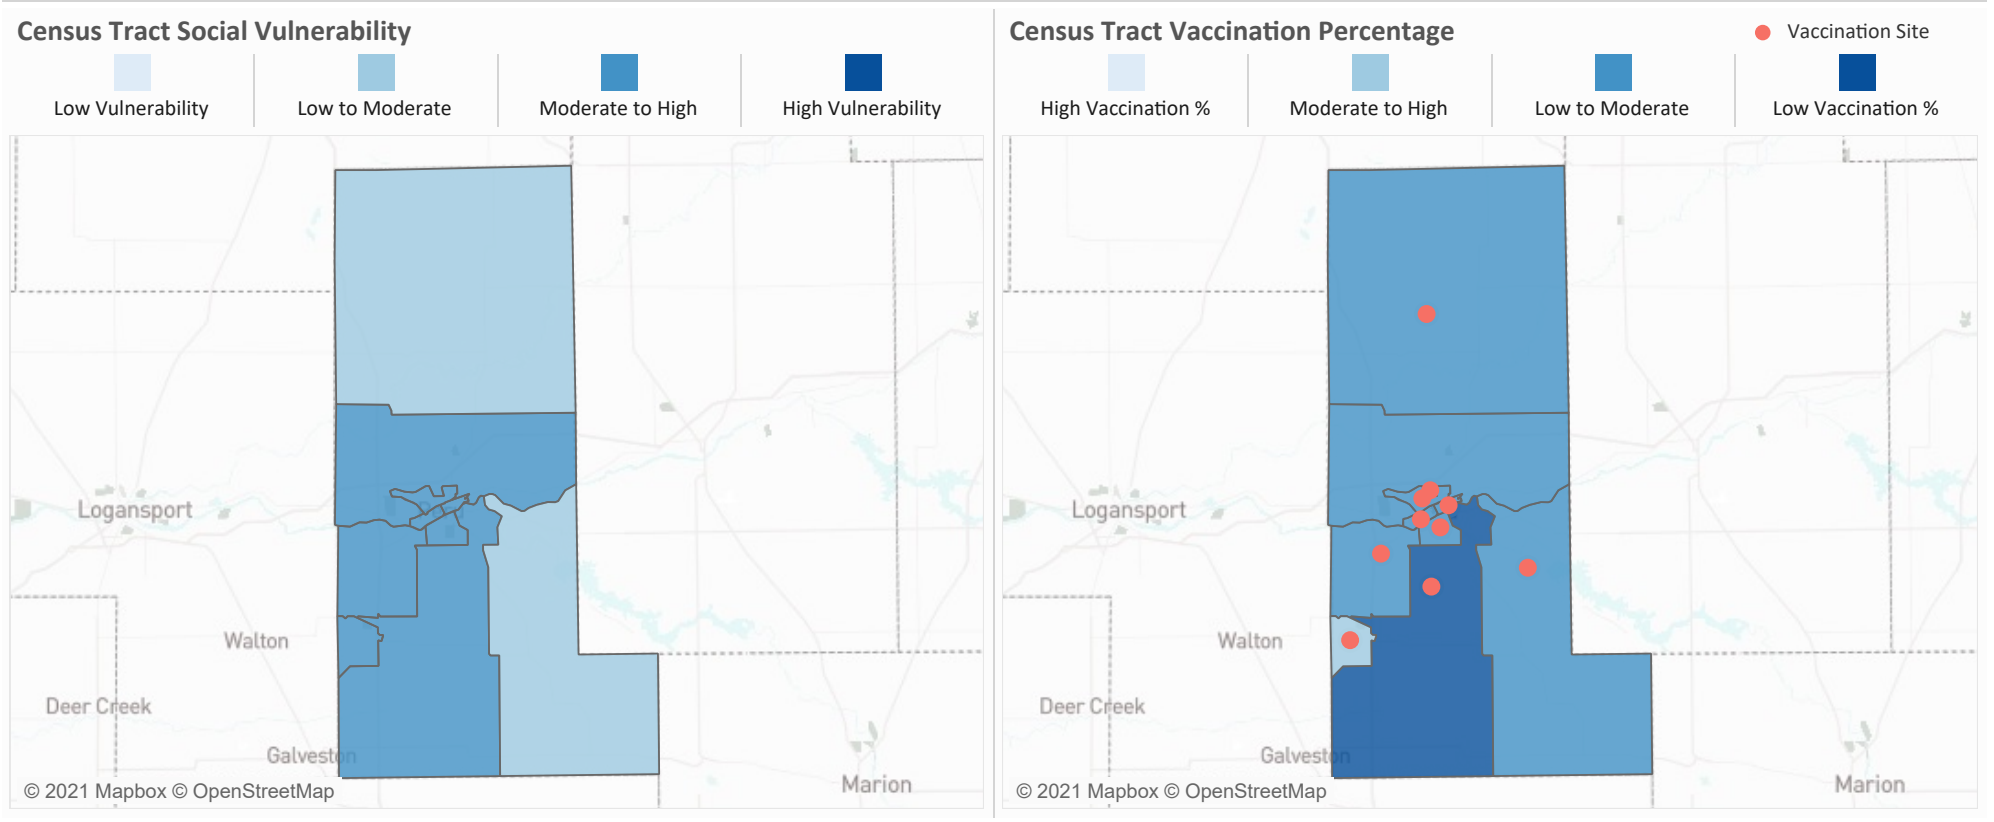 Census Tract Social Vulnerability
Low Vulnerability
Low to Moderate
Moderate to High
High Vulnerability
Logansport
Walton
Deer Creek
Galveston
Marion
© 2021 Mapbox © OpenStreetMap
Census Tract Vaccination Percentage
Vaccination Site
High Vaccination %
Moderate to High
Low to Moderate
Low Vaccination %
Logansport
Walton
Deer Creek
Galveston
Marion
© 2021 Mapbox © OpenStreetMap